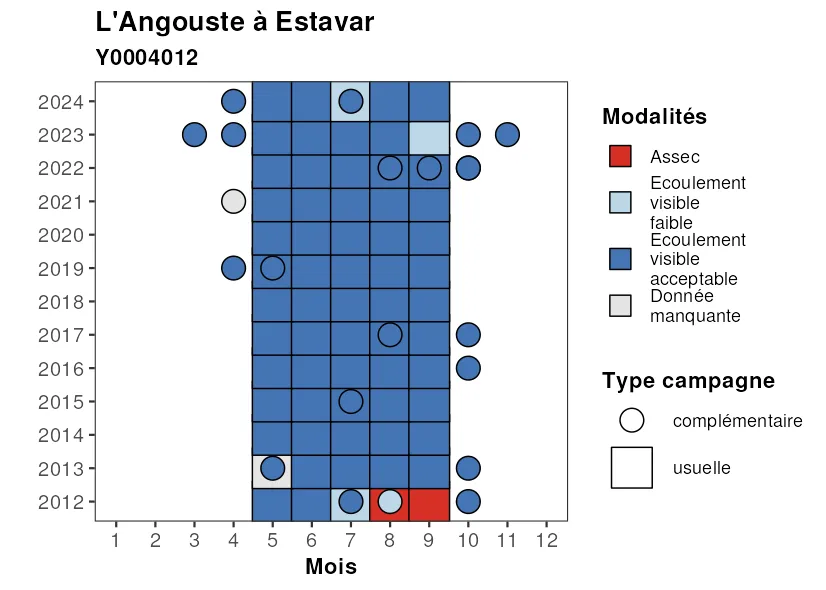 L'Angouste à Estavar
Y0004012
2024
2023
2022
2021
2020
2019
2018
2017
2016
2015
2014
2013
2012
1 2 3 4 5 6 7 8 9 10 11 12
Mois
Modalités
Assec
Ecoulement
visible
faible
Ecoulement
visible
acceptable
Donnée
manquante
Type campagne
complémentaire
usuelle